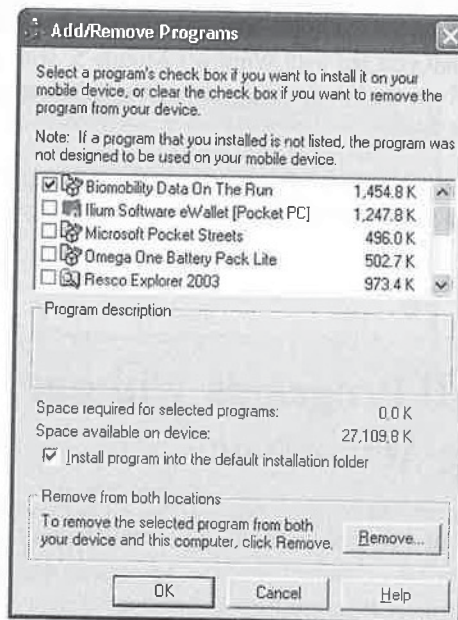 Add/Remove Programs
Select a program's check box if you want to install it on your
mobile device, or clear the check box if you want to remove the
program from your device.
Note: If a program that you installed is not listed, the program was
not designed to be used on your mobile device.
Biomobility Data On The Run 1,454.8 K
Ilium Software eWallet [Pocket PC] 1,247.8 K
Microsoft Pocket Streets 496.0 K
Omega One Battery Pack Lite 502.7 K
Resco Explorer 2003 973.4 K
Program description
Space required for selected programs: 0.0 K
Space available on device: 27,109.8 K
Install program into the default installation folder
Remove from both locations
To remove the selected program from both
your device and this computer, click Remove.
Remove...
OK Cancel Help